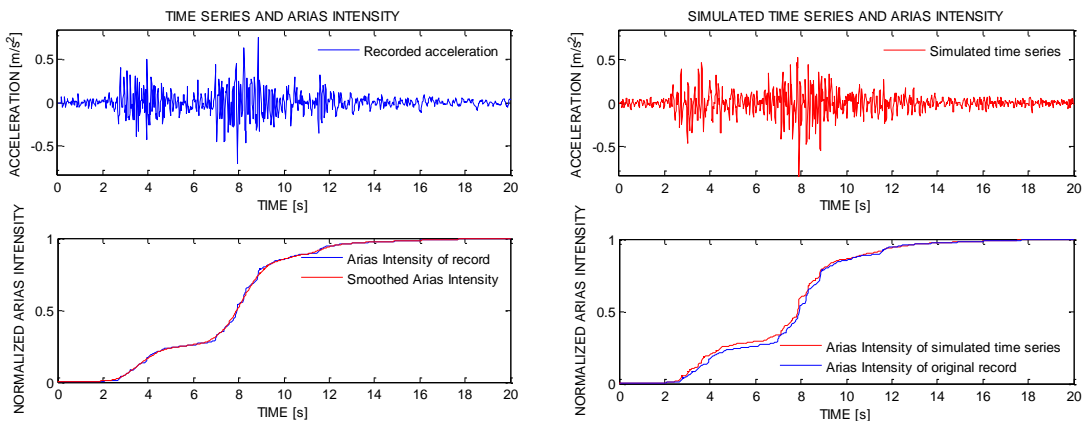 TIME SERIES AND ARIAS INTENSITY
ACCELERATION [m/s²]
0.5
0
-0.5
Recorded acceleration
0 2 4 6 8 10 12 14 16 18 20
TIME [s]
NORMALIZED ARIAS INTENSITY
1
0.5
0
Arias Intensity of record
Smoothed Arias Intensity
0 2 4 6 8 10 12 14 16 18 20
TIME [s]
SIMULATED TIME SERIES AND ARIAS INTENSITY
ACCELERATION [m/s²]
0.5
0
-0.5
Simulated time series
0 2 4 6 8 10 12 14 16 18 20
TIME [s]
NORMALIZED ARIAS INTENSITY
1
0.5
0
Arias Intensity of simulated time series
Arias Intensity of original record
0 2 4 6 8 10 12 14 16 18 20
TIME [s]